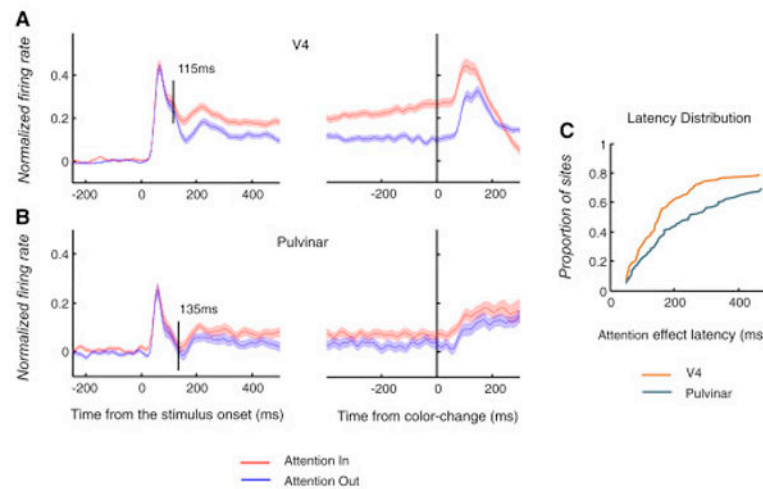 A
V4
Normalized firing rate
0.4
0.2
0
115ms
-200
0
200
400
-200
0
200
B
Pulvinar
Normalized firing rate
0.4
0.2
0
135ms
-200
0
200
400
-200
0
200
Time from the stimulus onset (ms)
Time from color-change (ms)
Attention In
Attention Out
C
Latency Distribution
Proportion of sites
1
0.8
0.6
0.4
0.2
0
0
200
400
Attention effect latency (ms
V4
Pulvinar